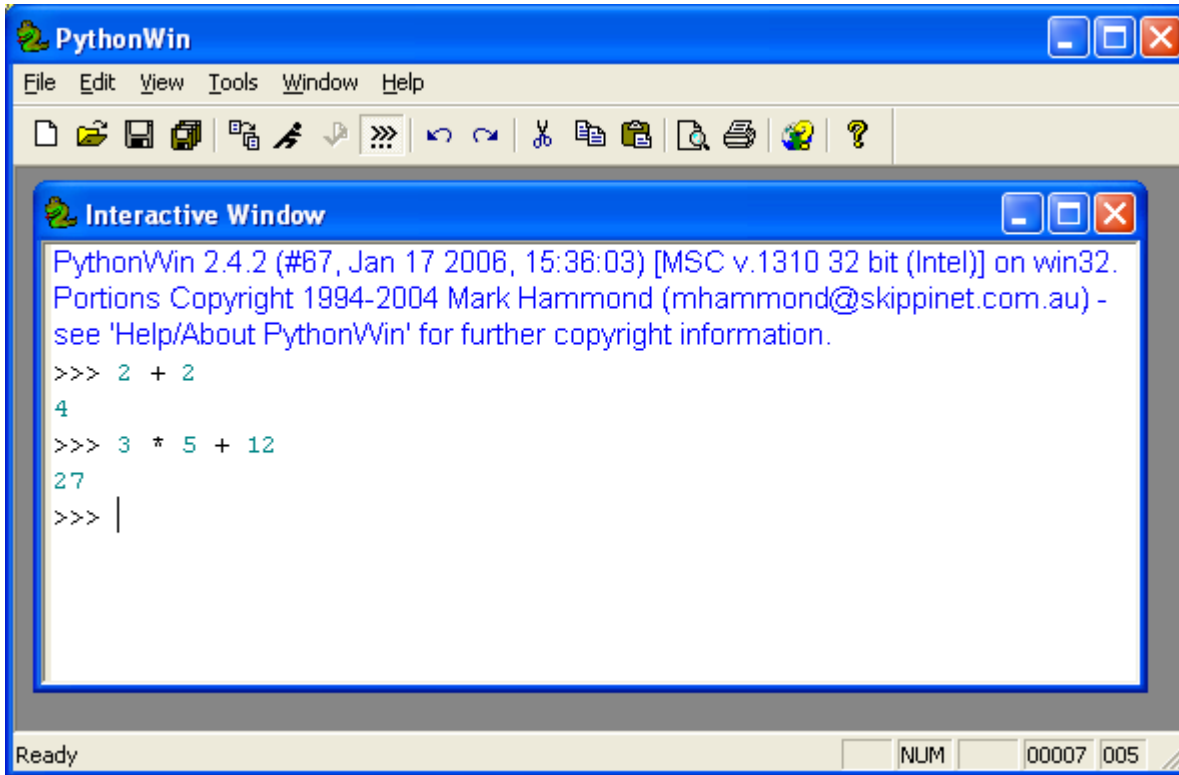 PythonWin
File Edit View Tools Window Help
Interactive Window
PythonWin 2.4.2 (#67, Jan 17 2006, 15:36:03) [MSC v.1310 32 bit (Intel)] on win32.
Portions Copyright 1994-2004 Mark Hammond (mhammond@skippinet.com.au) -
see 'Help/About PythonWin' for further copyright information.
>>> 2 + 2
4
>>> 3 * 5 + 12
27
>>>
Ready NUM 00007 005